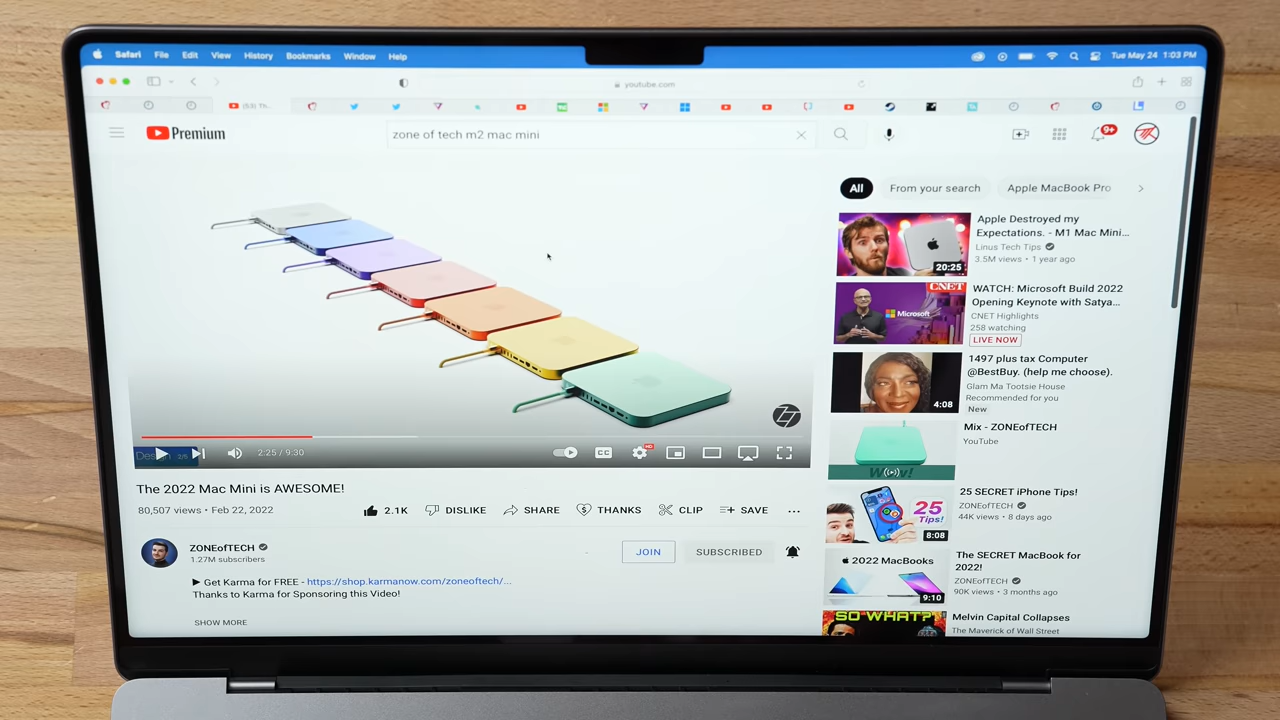 Safari File Edit View History Bookmarks Window Help
Tue May 24 1:03 PM
youtube.com
(53) Th...
Premium
zone of tech m2 mac mini
9+
All
From your search
Apple MacBook Pro
Apple Destroyed my
Expectations. - M1 Mac Mini...
Linus Tech Tips
3.5M views • 1 year ago
20:25
CNET
Microsoft
WATCH: Microsoft Build 2022
Opening Keynote with Satya...
CNET Highlights
258 watching
LIVE NOW
1497 plus tax Computer
@BestBuy. (help me choose).
Glam Ma Tootsie House
Recommended for you
New
4:08
Mix - ZONEofTECH
YouTube
Wow!
25 SECRET iPhone Tips!
ZONEofTECH
44K views • 8 days ago
25
Tips!
8:08
2022 MacBooks
9:10
The SECRET MacBook for
2022!
ZONEofTECH
90K views • 3 months ago
SO WHAT?
Melvin Capital Collapses
The Maverick of Wall Street
2:25 / 9:30
CC
HD
The 2022 Mac Mini is AWESOME!
80,507 views • Feb 22, 2022
2.1K
DISLIKE
SHARE
THANKS
CLIP
SAVE
ZONEofTECH
1.27M subscribers
JOIN
SUBSCRIBED
▶ Get Karma for FREE - https://shop.karmanow.com/zoneoftech/...
Thanks to Karma for Sponsoring this Video!
SHOW MORE